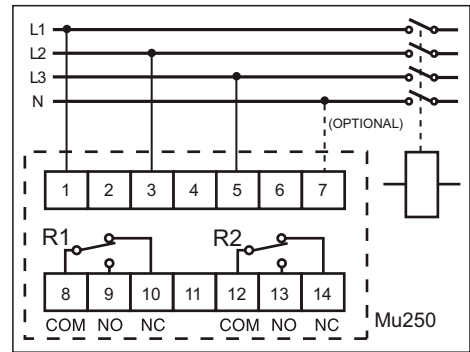 L1
L2
L3
N
(OPTIONAL)
1 2 3 4 5 6 7
R1 R2
8 9 10 11 12 13 14
COM NO NC COM NO NC
Mu250